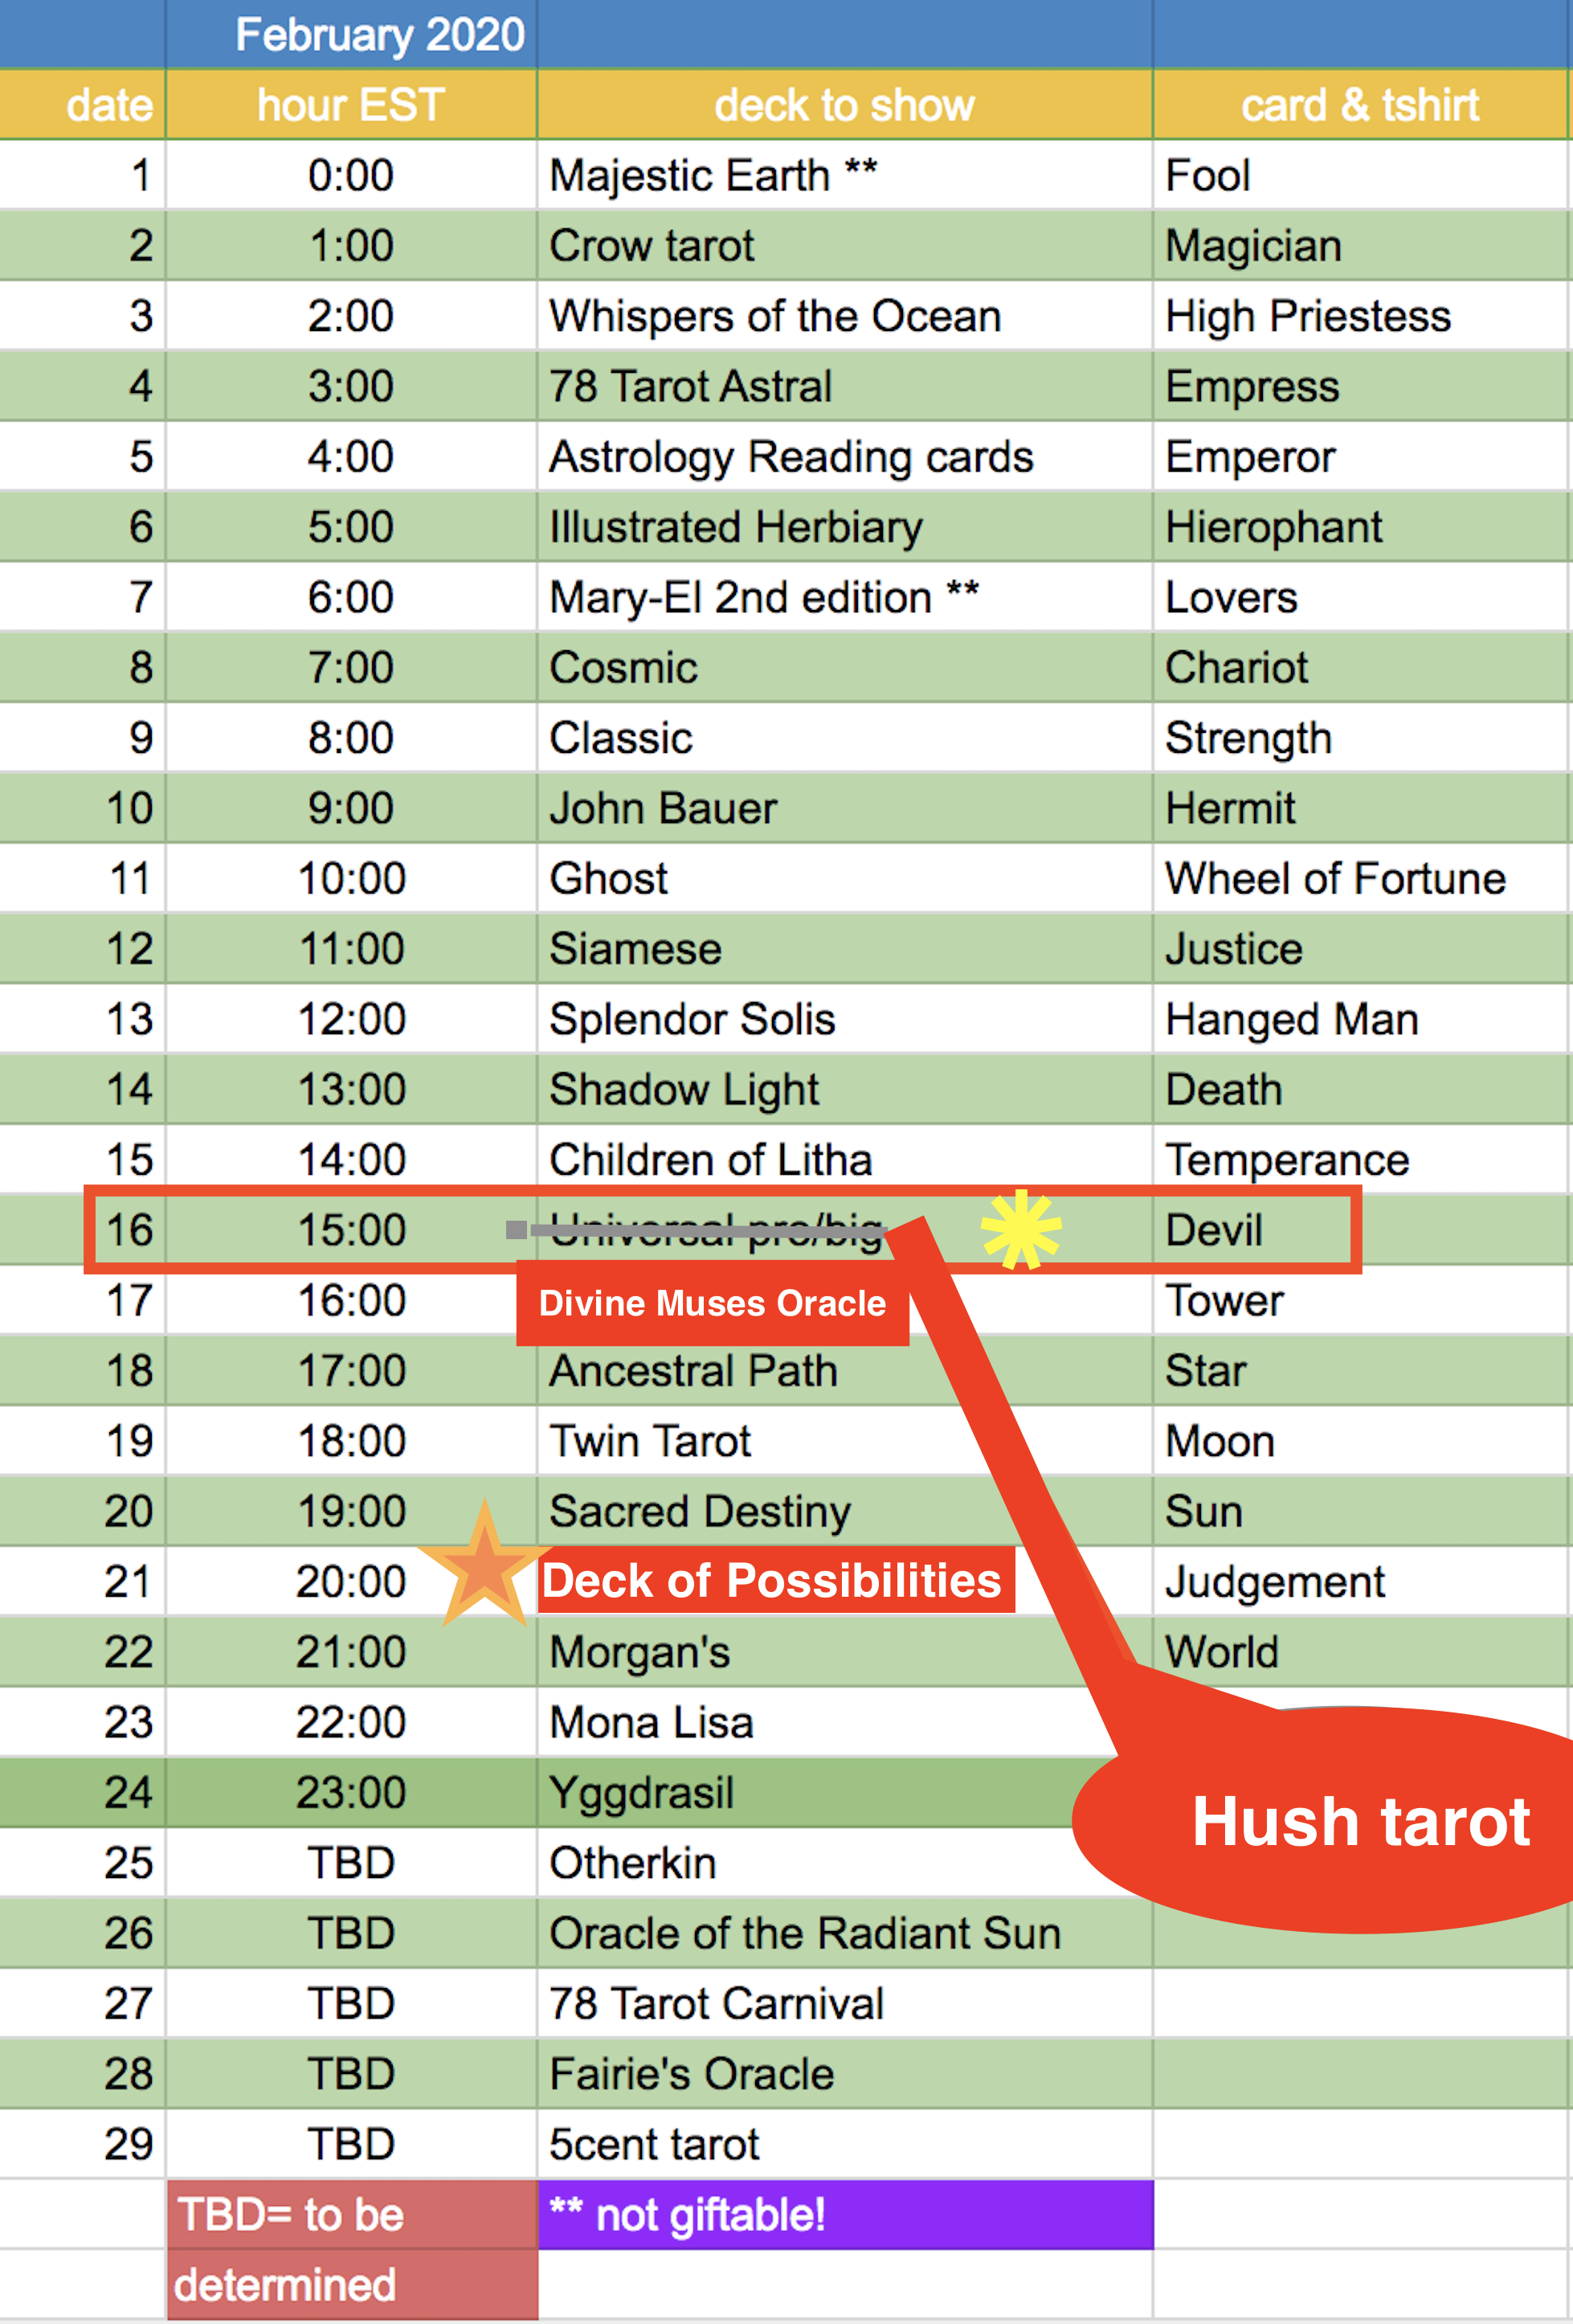 February 2020
date hour EST deck to show card & tshirt
1 0:00 Majestic Earth ** Fool
2 1:00 Crow tarot Magician
3 2:00 Whispers of the Ocean High Priestess
4 3:00 78 Tarot Astral Empress
5 4:00 Astrology Reading cards Emperor
6 5:00 Illustrated Herbiary Hierophant
7 6:00 Mary-El 2nd edition ** Lovers
8 7:00 Cosmic Chariot
9 8:00 Classic Strength
10 9:00 John Bauer Hermit
11 10:00 Ghost Wheel of Fortune
12 11:00 Siamese Justice
13 12:00 Splendor Solis Hanged Man
14 13:00 Shadow Light Death
15 14:00 Children of Litha Temperance
16 15:00 Universal pro/big Devil
17 16:00 Divine Muses Oracle Tower
18 17:00 Ancestral Path Star
19 18:00 Twin Tarot Moon
20 19:00 Sacred Destiny Sun
21 20:00 Deck of Possibilities Judgement
22 21:00 Morgan's World
23 22:00 Mona Lisa
24 23:00 Yggdrasil
Hush tarot
25 TBD Otherkin
26 TBD Oracle of the Radiant Sun
27 TBD 78 Tarot Carnival
28 TBD Fairie's Oracle
29 TBD 5cent tarot
TBD= to be ** not giftable!
determined